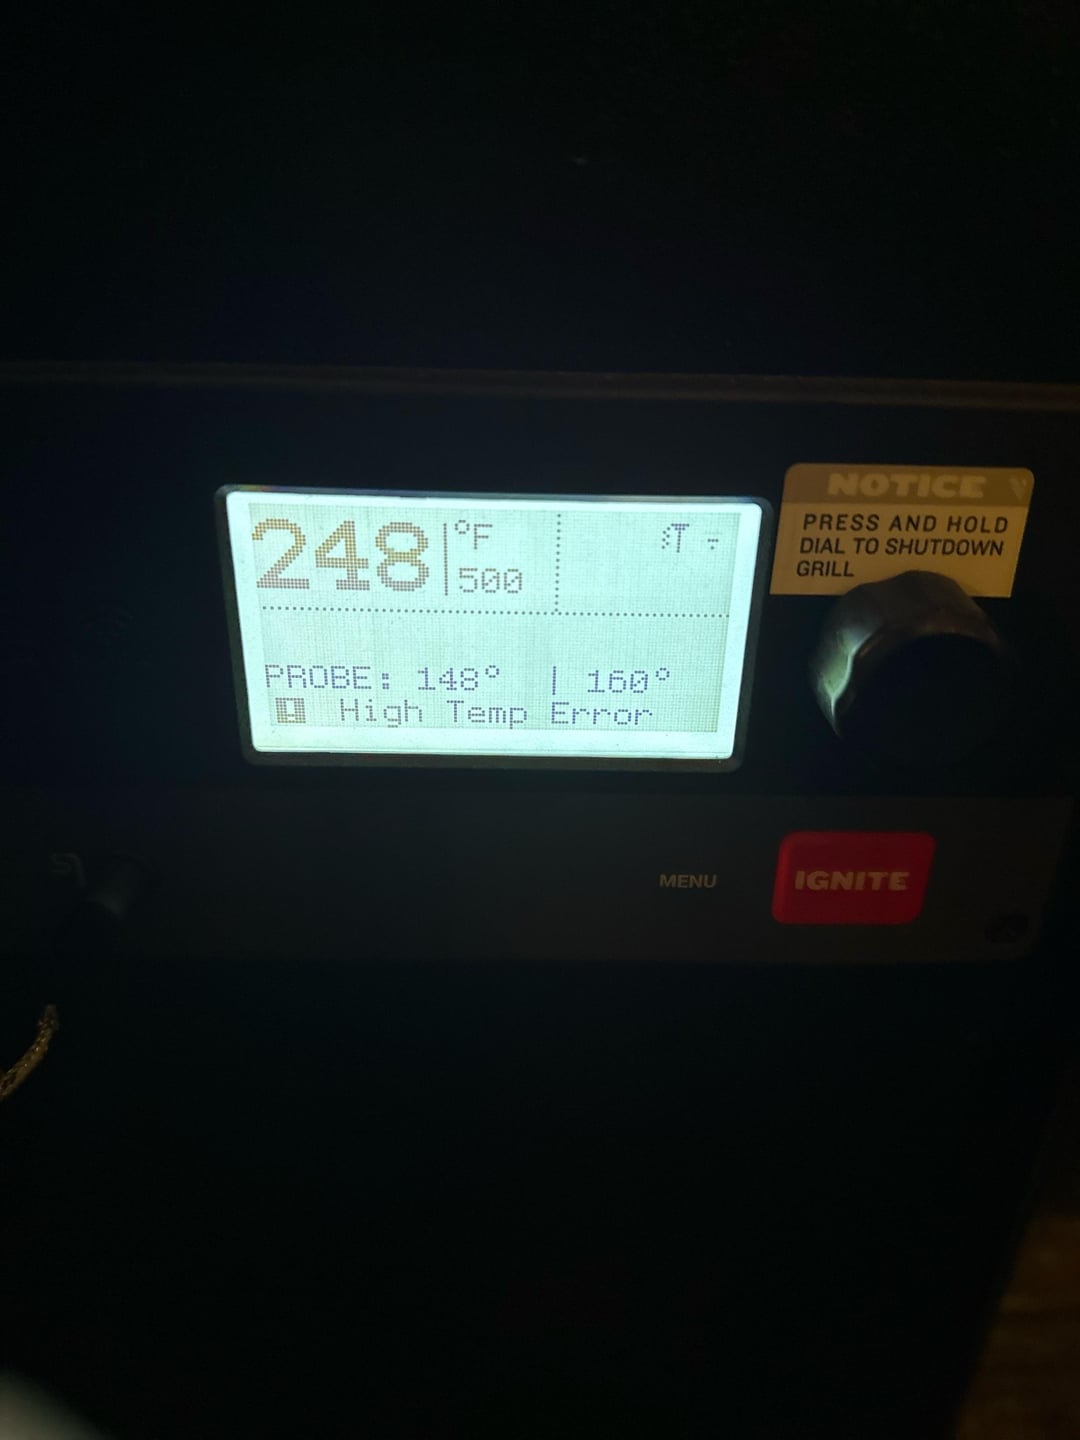 248 °F
500
PROBE: 148° | 160°
! High Temp Error
NOTICE
PRESS AND HOLD
DIAL TO SHUTDOWN
GRILL
MENU
IGNITE